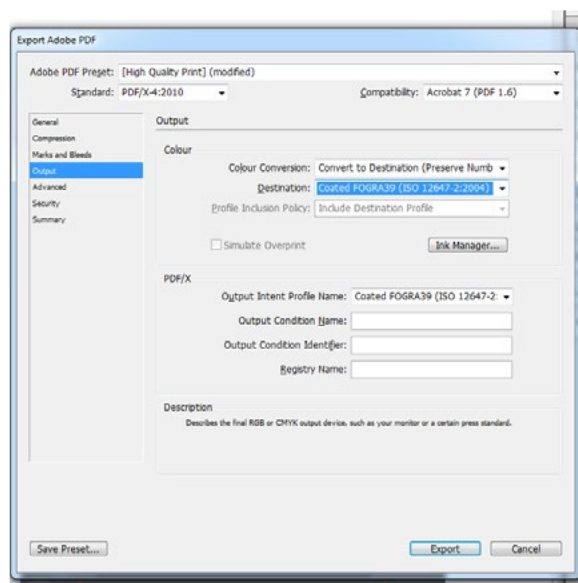 Export Adobe PDF
Adobe PDF Preset: [High Quality Print] (modified)
Standard: PDF/X-4:2010 Compatibility: Acrobat 7 (PDF 1.6)
General
Compression
Marks and Bleeds
Output
Advanced
Security
Summary
Output
Colour
Colour Conversion: Convert to Destination (Preserve Numb
Destination: Coated FOGRA39 (ISO 12647-2:2004)
Profile Inclusion Policy: Include Destination Profile
Simulate Overprint Ink Manager...
PDF/X
Output Intent Profile Name: Coated FOGRA39 (ISO 12647-2:
Output Condition Name:
Output Condition Identifier:
Registry Name:
Description
Describes the final RGB or CMYK output device, such as your monitor or a certain press standard.
Save Preset... Export Cancel